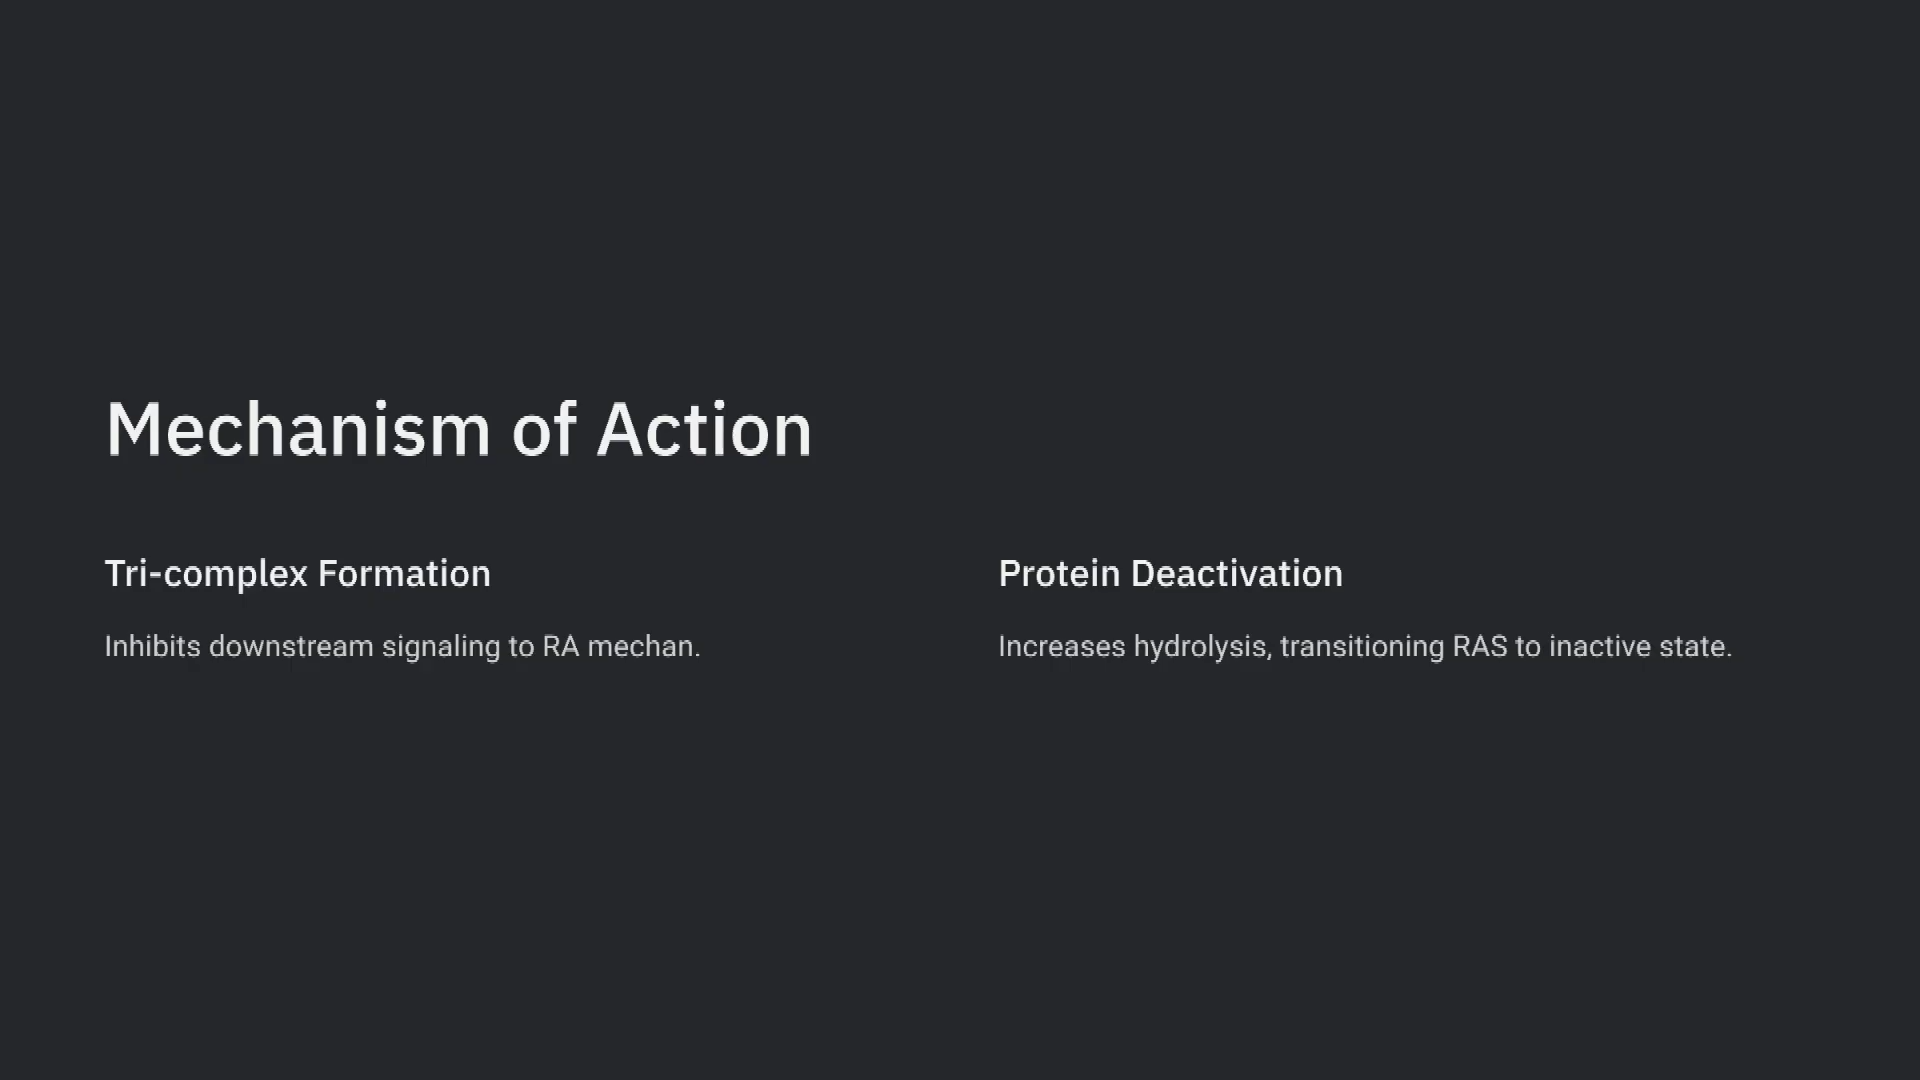 Mechanism of Action
Tri-complex Formation
Inhibits downstream signaling to RA mechan.
Protein Deactivation
Increases hydrolysis, transitioning RAS to inactive state.